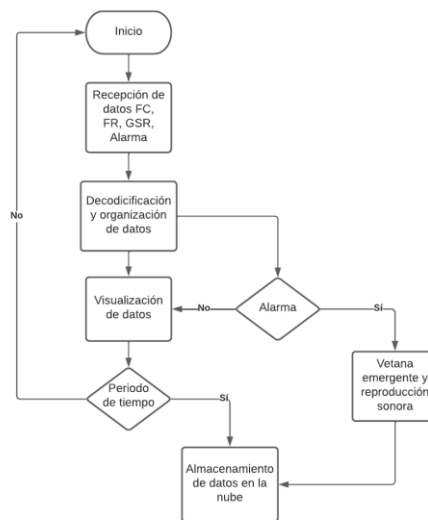 Inicio
Recepción de
datos FC,
FR, GSR,
Alarma
No
Decodicificación
y organización
de datos
Visualización
de datos
No
Alarma
Sí
Periodo
de tiempo
Sí
Vetana
emergente y
reproducción
sonora
Almacenamiento
de datos en la
nube